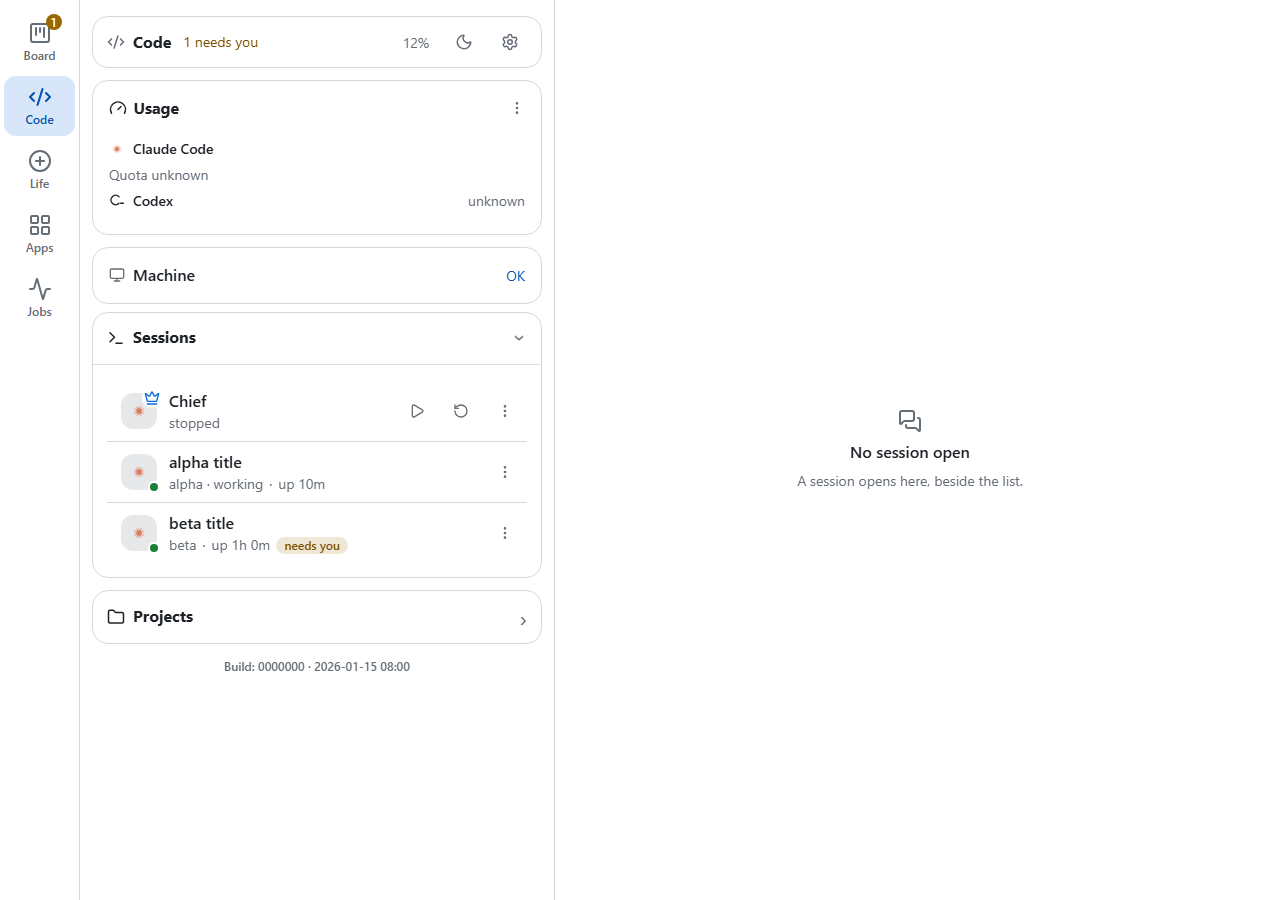 1
Board
Code
Life
Apps
Jobs
Code 1 needs you 12%
Usage
Claude Code
Quota unknown
Codex unknown
Machine OK
Sessions
Chief
stopped
alpha title
alpha · working · up 10m
beta title
beta · up 1h 0m needs you
Projects
Build: 0000000 · 2026-01-15 08:00
No session open
A session opens here, beside the list.